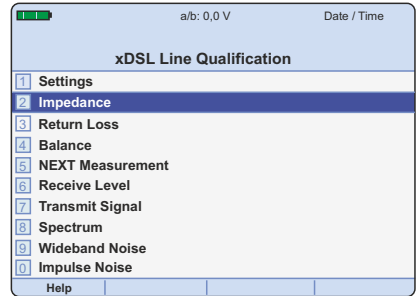 a/b: 0,0 V Date / Time
xDSL Line Qualification
1 Settings
2 Impedance
3 Return Loss
4 Balance
5 NEXT Measurement
6 Receive Level
7 Transmit Signal
8 Spectrum
9 Wideband Noise
0 Impulse Noise
Help